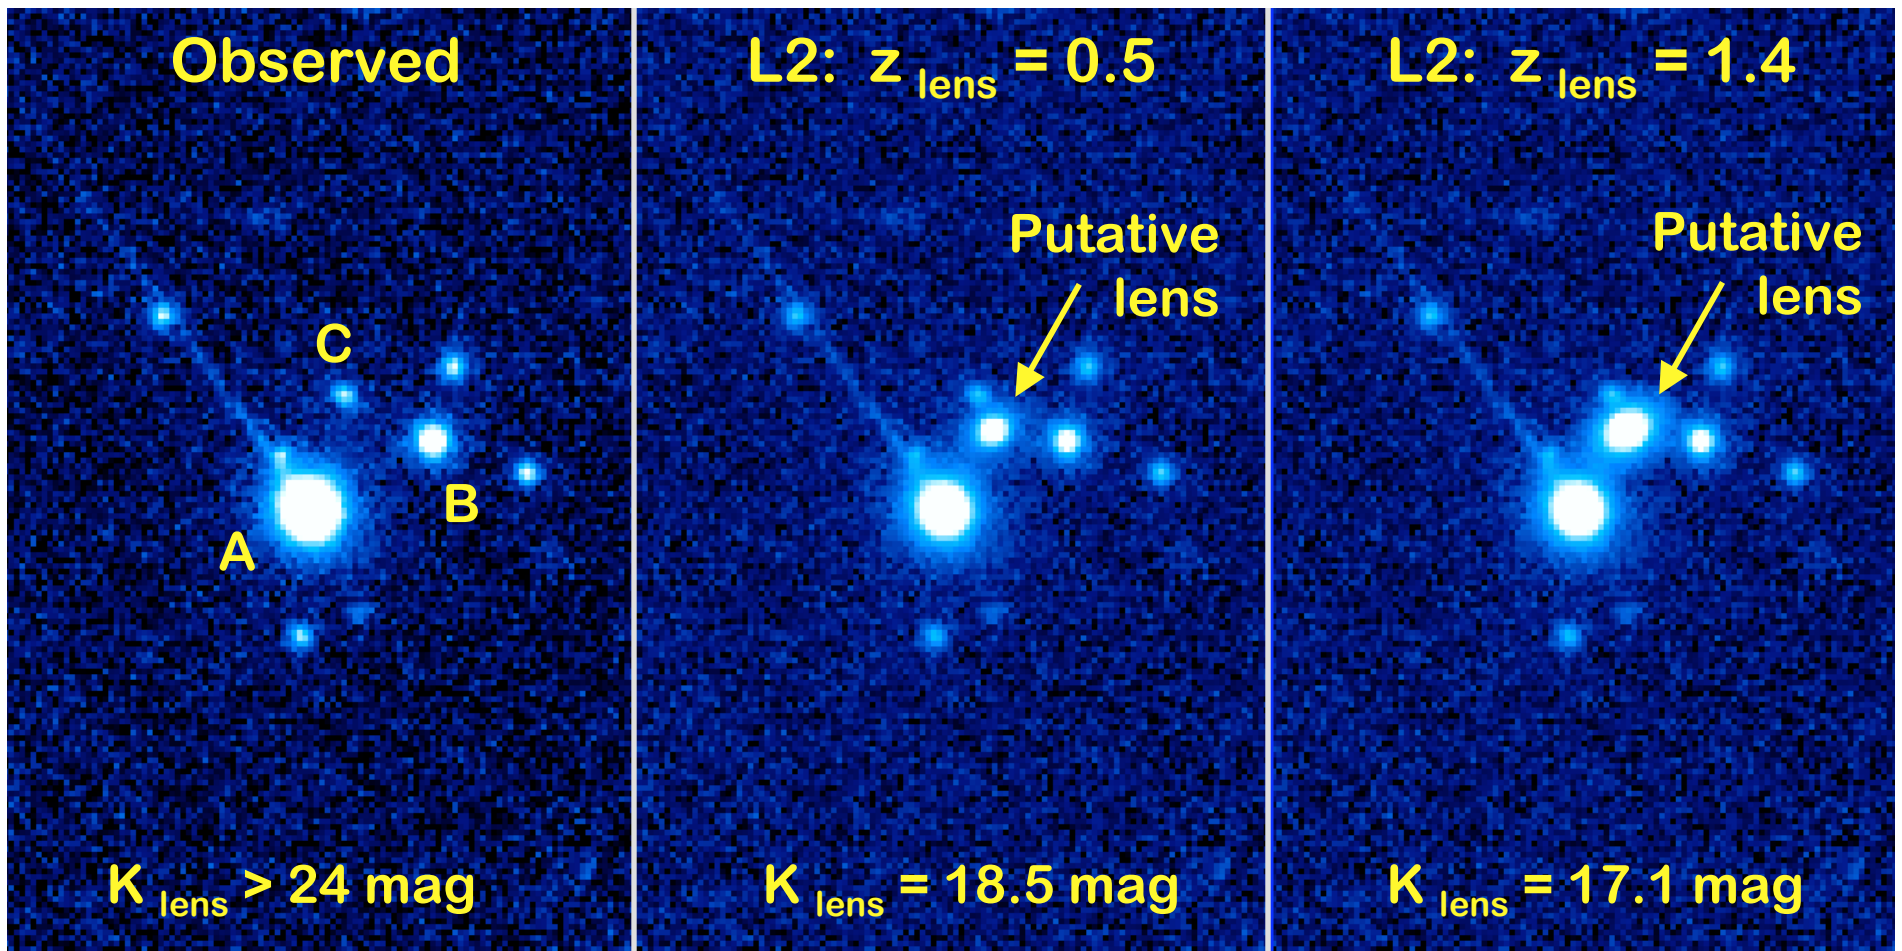 Observed
L2: z lens = 0.5
L2: z lens = 1.4
Putative
lens
Putative
lens
C
B
A
K lens > 24 mag
K lens = 18.5 mag
K lens = 17.1 mag